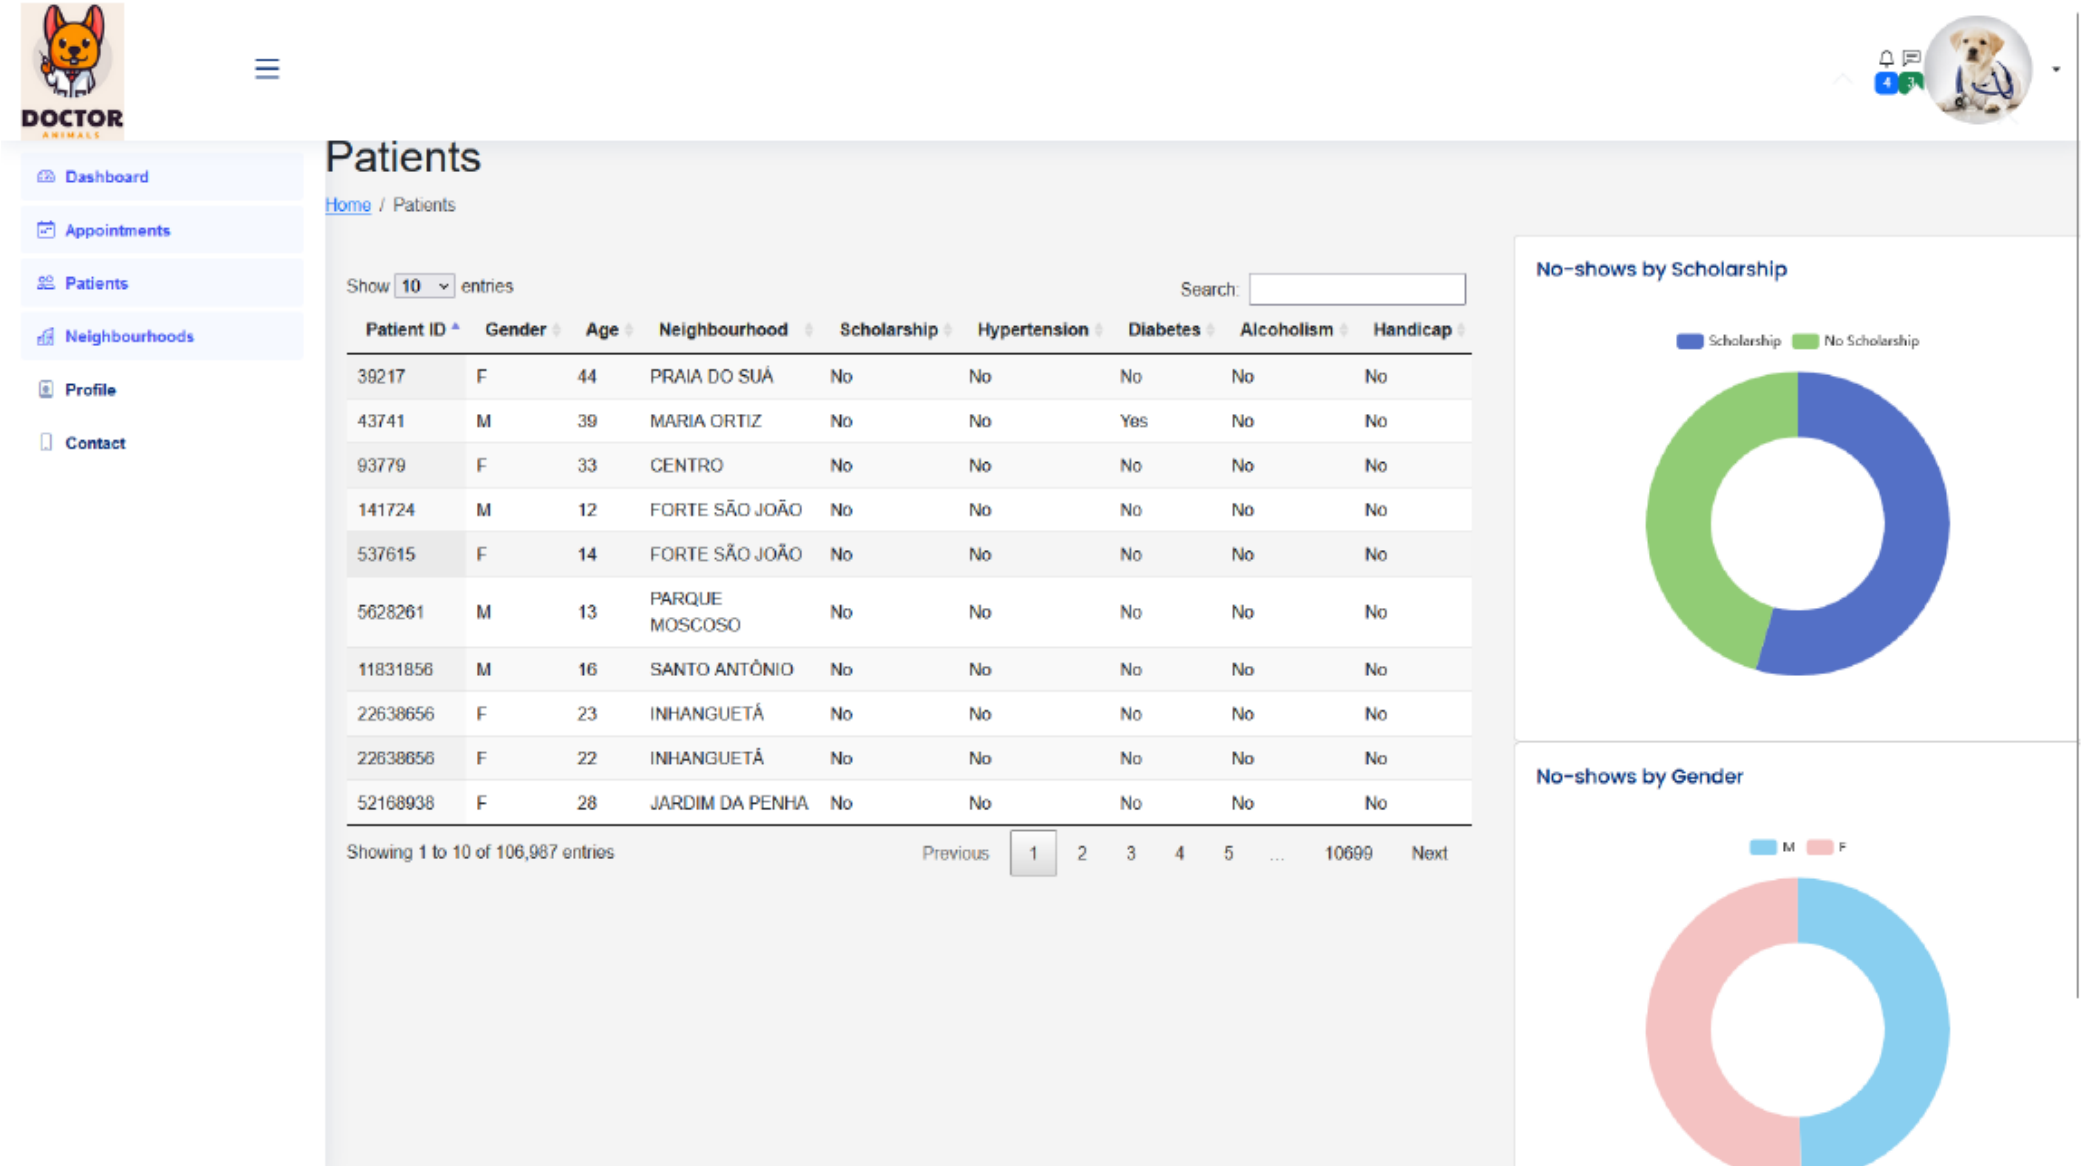 DOCTOR
ANIMALS
4 3
Dashboard
Appointments
Patients
Neighbourhoods
Profile
Contact
Patients
Home / Patients
Show 10 entries
Search:
Patient ID Gender Age Neighbourhood Scholarship Hypertension Diabetes Alcoholism Handicap
39217 F 44 PRAIA DO SUÁ No No No No No
43741 M 39 MARIA ORTIZ No No Yes No No
93779 F 33 CENTRO No No No No No
141724 M 12 FORTE SÃO JOÃO No No No No No
537615 F 14 FORTE SÃO JOÃO No No No No No
5628261 M 13 PARQUE MOSCOSO No No No No No
11831856 M 16 SANTO ANTÔNIO No No No No No
22638656 F 23 INHANGUETÁ No No No No No
22638656 F 22 INHANGUETÁ No No No No No
52168938 F 28 JARDIM DA PENHA No No No No No
Showing 1 to 10 of 106,987 entries
Previous 1 2 3 4 5 ... 10699 Next
No-shows by Scholarship
Scholarship No Scholarship
No-shows by Gender
M F